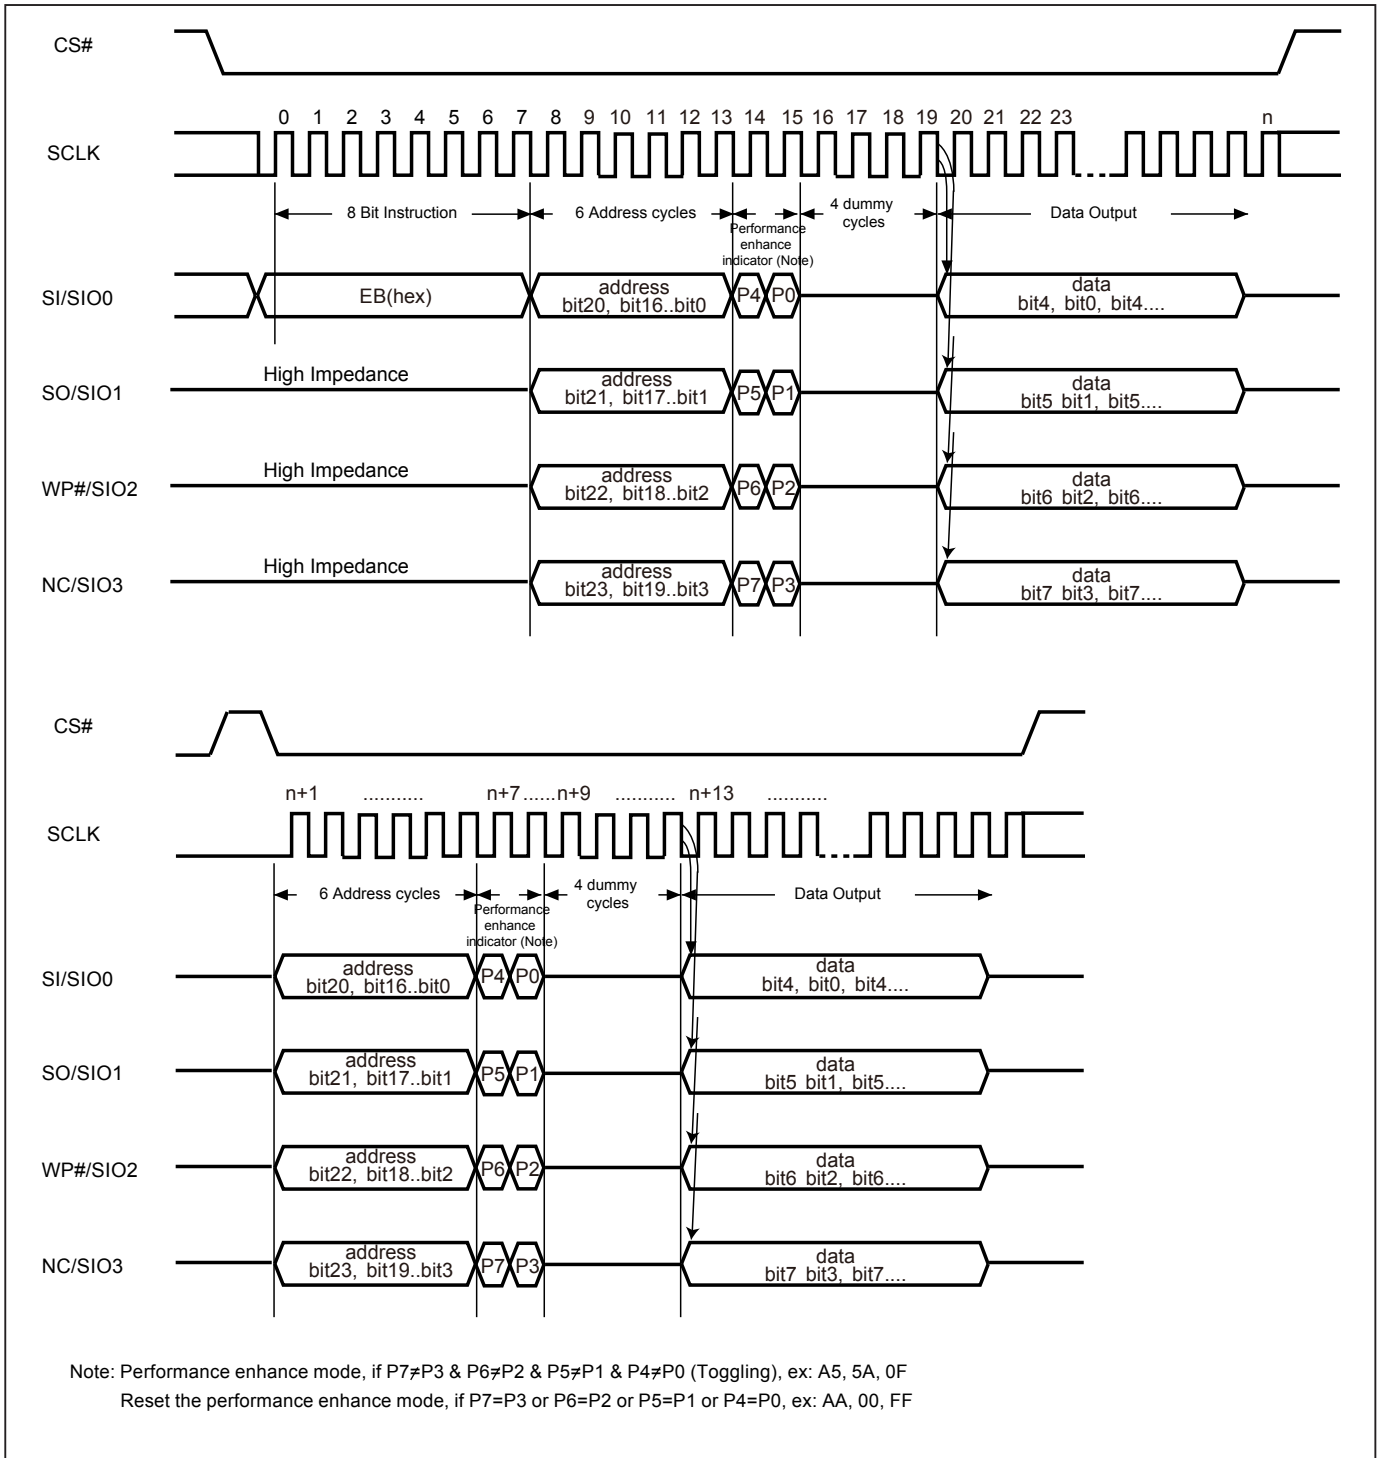 CS#
0 1 2 3 4 5 6 7 8 9 10 11 12 13 14 15 16 17 18 19 20 21 22 23 n
SCLK
8 Bit Instruction
6 Address cycles
Performance
enhance
indicator (Note)
4 dummy
cycles
Data Output
SI/SIO0
EB(hex)
address
bit20, bit16..bit0
P4 P0
data
bit4, bit0, bit4....
SO/SIO1
High Impedance
address
bit21, bit17..bit1
P5 P1
data
bit5 bit1, bit5....
WP#/SIO2
High Impedance
address
bit22, bit18..bit2
P6 P2
data
bit6 bit2, bit6....
NC/SIO3
High Impedance
address
bit23, bit19..bit3
P7 P3
data
bit7 bit3, bit7....
CS#
n+1 ........... n+7 ......n+9 ........... n+13 ...........
SCLK
6 Address cycles
Performance
enhance
indicator (Note)
4 dummy
cycles
Data Output
SI/SIO0
address
bit20, bit16..bit0
P4 P0
data
bit4, bit0, bit4....
SO/SIO1
address
bit21, bit17..bit1
P5 P1
data
bit5 bit1, bit5....
WP#/SIO2
address
bit22, bit18..bit2
P6 P2
data
bit6 bit2, bit6....
NC/SIO3
address
bit23, bit19..bit3
P7 P3
data
bit7 bit3, bit7....
Note: Performance enhance mode, if P7≠P3 & P6≠P2 & P5≠P1 & P4≠P0 (Toggling), ex: A5, 5A, 0F
Reset the performance enhance mode, if P7=P3 or P6=P2 or P5=P1 or P4=P0, ex: AA, 00, FF